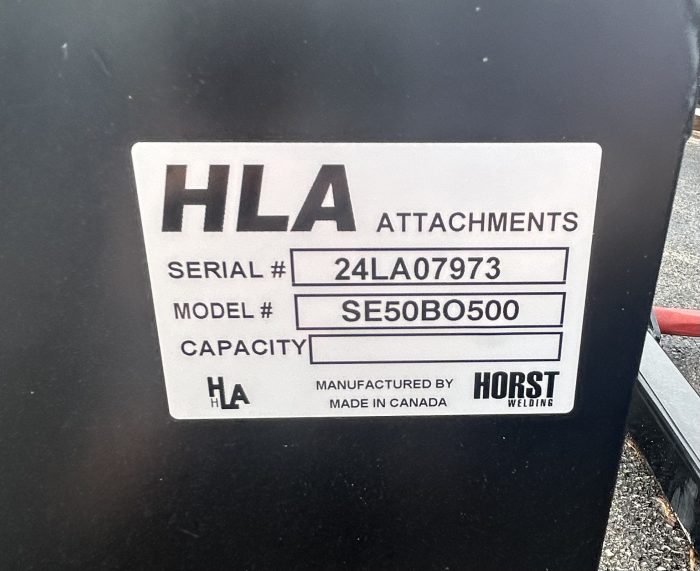 HLA ATTACHMENTS
SERIAL # 24LA07973
MODEL # SE50BO500
CAPACITY
HLA MANUFACTURED BY HORST
MADE IN CANADA WELDING